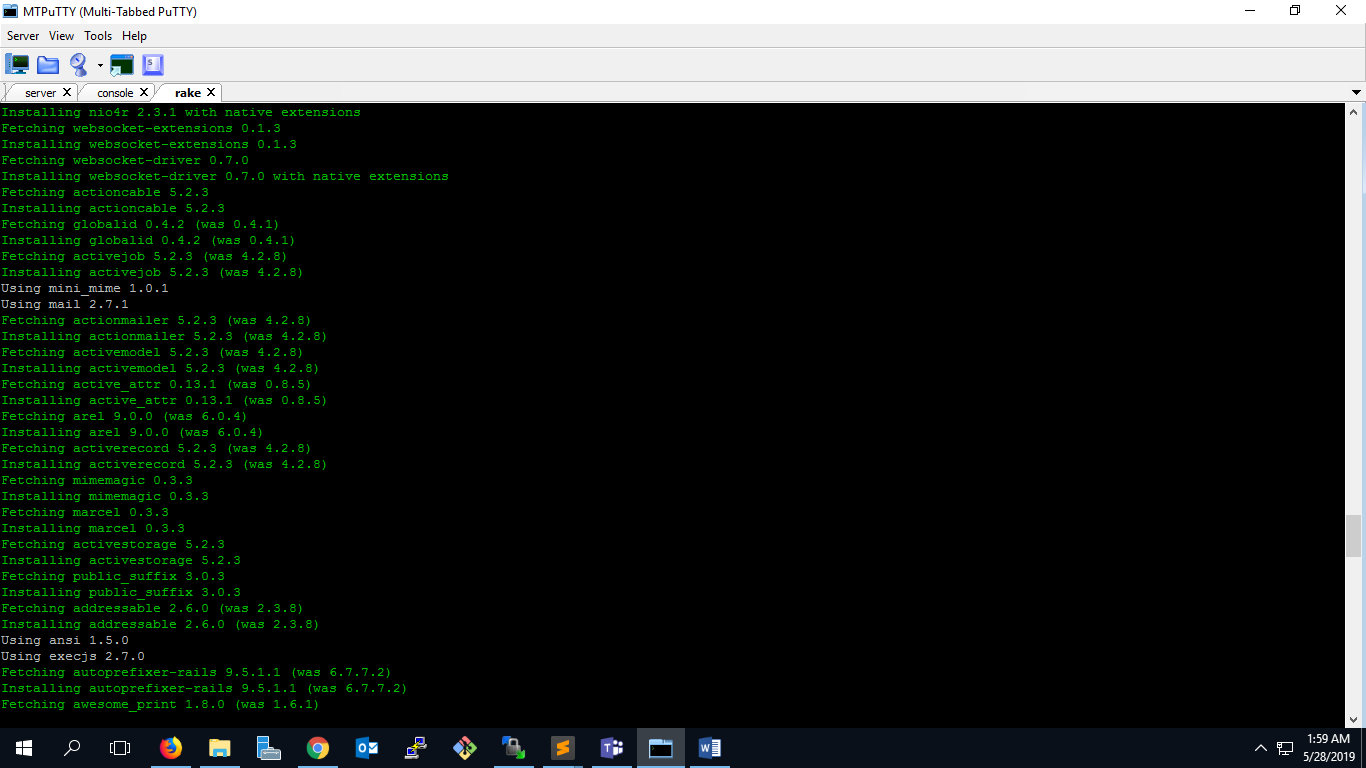 MTPuTTY (Multi-Tabbed PuTTY)
Server View Tools Help
server console rake
Installing nio4r 2.3.1 with native extensions
Fetching websocket-extensions 0.1.3
Installing websocket-extensions 0.1.3
Fetching websocket-driver 0.7.0
Installing websocket-driver 0.7.0 with native extensions
Fetching actioncable 5.2.3
Installing actioncable 5.2.3
Fetching globalid 0.4.2 (was 0.4.1)
Installing globalid 0.4.2 (was 0.4.1)
Fetching activejob 5.2.3 (was 4.2.8)
Installing activejob 5.2.3 (was 4.2.8)
Using mini_mime 1.0.1
Using mail 2.7.1
Fetching actionmailer 5.2.3 (was 4.2.8)
Installing actionmailer 5.2.3 (was 4.2.8)
Fetching activemodel 5.2.3 (was 4.2.8)
Installing activemodel 5.2.3 (was 4.2.8)
Fetching active_attr 0.13.1 (was 0.8.5)
Installing active_attr 0.13.1 (was 0.8.5)
Fetching arel 9.0.0 (was 6.0.4)
Installing arel 9.0.0 (was 6.0.4)
Fetching activerecord 5.2.3 (was 4.2.8)
Installing activerecord 5.2.3 (was 4.2.8)
Fetching mimemagic 0.3.3
Installing mimemagic 0.3.3
Fetching marcel 0.3.3
Installing marcel 0.3.3
Fetching activestorage 5.2.3
Installing activestorage 5.2.3
Fetching public_suffix 3.0.3
Installing public_suffix 3.0.3
Fetching addressable 2.6.0 (was 2.3.8)
Installing addressable 2.6.0 (was 2.3.8)
Using ansi 1.5.0
Using execjs 2.7.0
Fetching autoprefixer-rails 9.5.1.1 (was 6.7.7.2)
Installing autoprefixer-rails 9.5.1.1 (was 6.7.7.2)
Fetching awesome_print 1.8.0 (was 1.6.1)
1:59 AM
5/28/2019